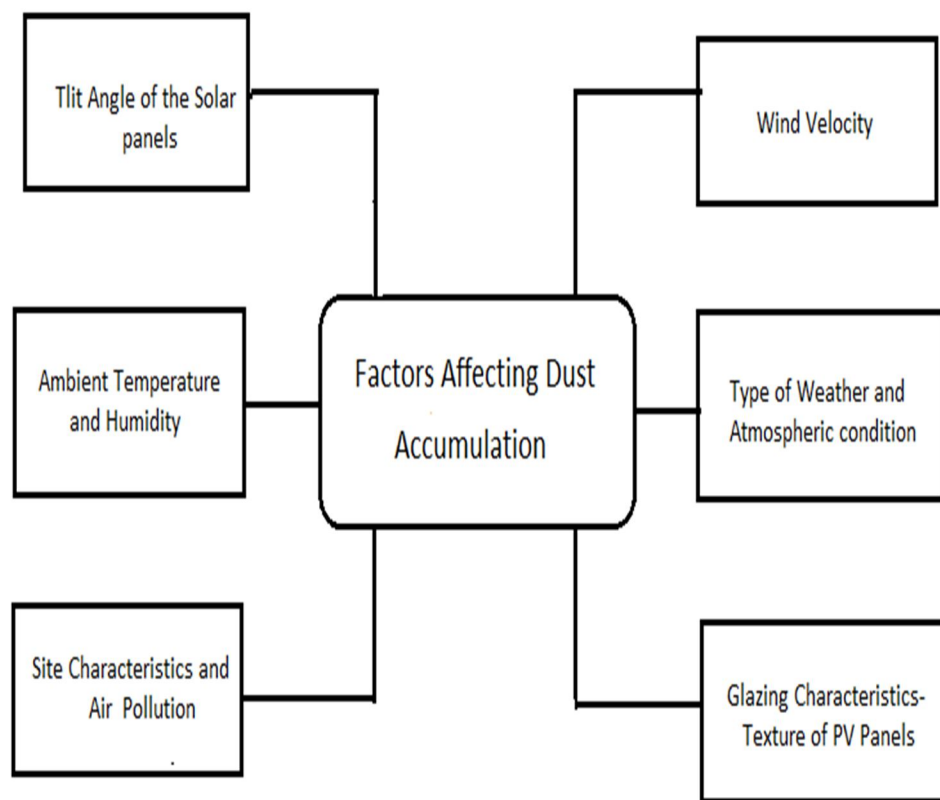 Tlit Angle of the Solar
panels
Wind Velocity
Factors Affecting Dust
Accumulation
Ambient Temperature
and Humidity
Type of Weather and
Atmospheric condition
Site Characteristics and
Air Pollution
Glazing Characteristics-
Texture of PV Panels